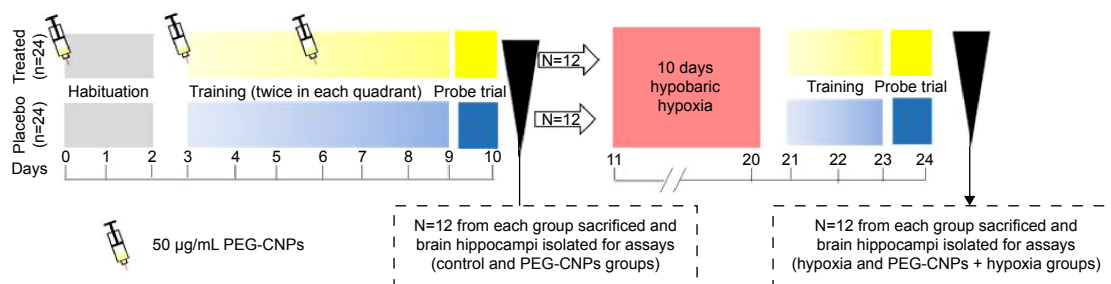 Treated
(n=24)
Placebo
(n=24)
Habituation
Training (twice in each quadrant)
Probe trial
N=12
N=12
10 days
hypobaric
hypoxia
Training
Probe trial
0 1 2 3 4 5 6 7 8 9 10
Days
11 20 21 22 23 24
50 µg/mL PEG-CNPs
N=12 from each group sacrificed and
brain hippocampi isolated for assays
(control and PEG-CNPs groups)
N=12 from each group sacrificed and
brain hippocampi isolated for assays
(hypoxia and PEG-CNPs + hypoxia groups)